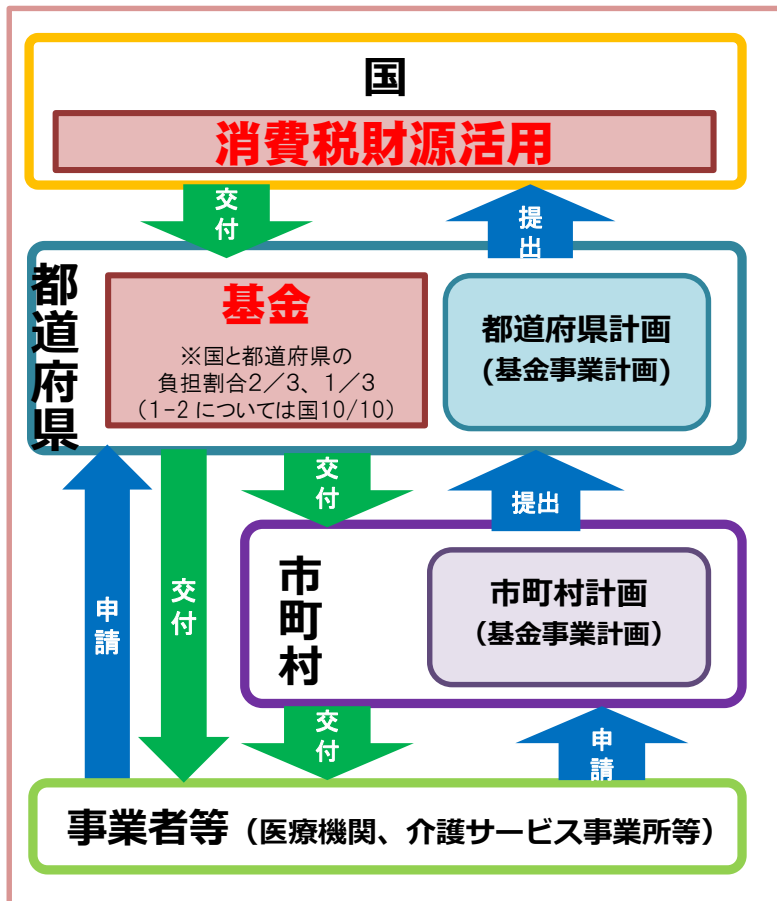 国
消費税財源活用
交付
提出
都道府県
基金
※国と都道府県の
負担割合2／3、1／3
（1-2 については国10/10）
都道府県計画
(基金事業計画)
交付
提出
申請
交付
市町村
市町村計画
（基金事業計画）
交付
申請
事業者等（医療機関、介護サービス事業所等）